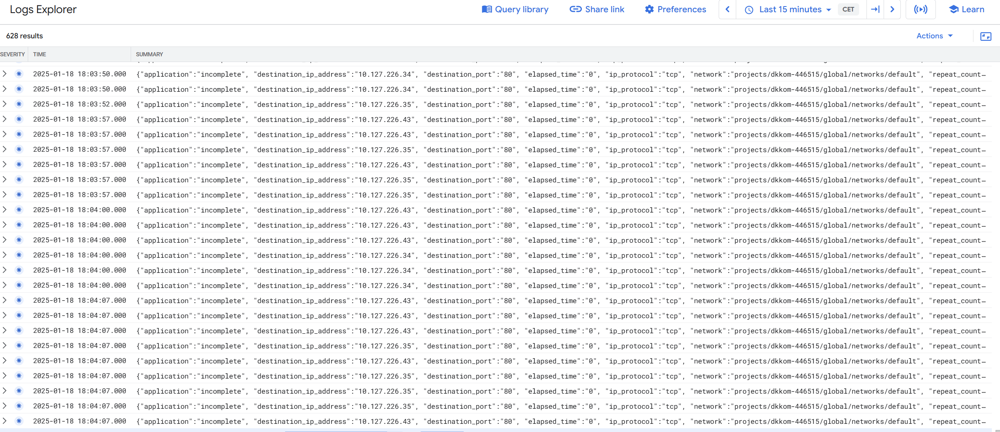 Logs Explorer Query library Share link Preferences Last 15 minutes CET Learn
628 results Actions
SEVERITY TIME SUMMARY
2025-01-18 18:03:50.000 {"application":"incomplete", "destination_ip_address":"10.127.226.34", "destination_port":"80", "elapsed_time":"0", "ip_protocol":"tcp", "network":"projects/dkkom-446515/global/networks/default", "repeat_count…
2025-01-18 18:03:50.000 {"application":"incomplete", "destination_ip_address":"10.127.226.34", "destination_port":"80", "elapsed_time":"0", "ip_protocol":"tcp", "network":"projects/dkkom-446515/global/networks/default", "repeat_count…
2025-01-18 18:03:52.000 {"application":"incomplete", "destination_ip_address":"10.127.226.35", "destination_port":"80", "elapsed_time":"0", "ip_protocol":"tcp", "network":"projects/dkkom-446515/global/networks/default", "repeat_count…
2025-01-18 18:03:57.000 {"application":"incomplete", "destination_ip_address":"10.127.226.43", "destination_port":"80", "elapsed_time":"0", "ip_protocol":"tcp", "network":"projects/dkkom-446515/global/networks/default", "repeat_count…
2025-01-18 18:03:57.000 {"application":"incomplete", "destination_ip_address":"10.127.226.43", "destination_port":"80", "elapsed_time":"0", "ip_protocol":"tcp", "network":"projects/dkkom-446515/global/networks/default", "repeat_count…
2025-01-18 18:03:57.000 {"application":"incomplete", "destination_ip_address":"10.127.226.35", "destination_port":"80", "elapsed_time":"0", "ip_protocol":"tcp", "network":"projects/dkkom-446515/global/networks/default", "repeat_count…
2025-01-18 18:03:57.000 {"application":"incomplete", "destination_ip_address":"10.127.226.43", "destination_port":"80", "elapsed_time":"0", "ip_protocol":"tcp", "network":"projects/dkkom-446515/global/networks/default", "repeat_count…
2025-01-18 18:03:57.000 {"application":"incomplete", "destination_ip_address":"10.127.226.35", "destination_port":"80", "elapsed_time":"0", "ip_protocol":"tcp", "network":"projects/dkkom-446515/global/networks/default", "repeat_count…
2025-01-18 18:03:57.000 {"application":"incomplete", "destination_ip_address":"10.127.226.35", "destination_port":"80", "elapsed_time":"0", "ip_protocol":"tcp", "network":"projects/dkkom-446515/global/networks/default", "repeat_count…
2025-01-18 18:04:00.000 {"application":"incomplete", "destination_ip_address":"10.127.226.43", "destination_port":"80", "elapsed_time":"0", "ip_protocol":"tcp", "network":"projects/dkkom-446515/global/networks/default", "repeat_count…
2025-01-18 18:04:00.000 {"application":"incomplete", "destination_ip_address":"10.127.226.43", "destination_port":"80", "elapsed_time":"0", "ip_protocol":"tcp", "network":"projects/dkkom-446515/global/networks/default", "repeat_count…
2025-01-18 18:04:00.000 {"application":"incomplete", "destination_ip_address":"10.127.226.43", "destination_port":"80", "elapsed_time":"0", "ip_protocol":"tcp", "network":"projects/dkkom-446515/global/networks/default", "repeat_count…
2025-01-18 18:04:00.000 {"application":"incomplete", "destination_ip_address":"10.127.226.34", "destination_port":"80", "elapsed_time":"0", "ip_protocol":"tcp", "network":"projects/dkkom-446515/global/networks/default", "repeat_count…
2025-01-18 18:04:00.000 {"application":"incomplete", "destination_ip_address":"10.127.226.34", "destination_port":"80", "elapsed_time":"0", "ip_protocol":"tcp", "network":"projects/dkkom-446515/global/networks/default", "repeat_count…
2025-01-18 18:04:00.000 {"application":"incomplete", "destination_ip_address":"10.127.226.34", "destination_port":"80", "elapsed_time":"0", "ip_protocol":"tcp", "network":"projects/dkkom-446515/global/networks/default", "repeat_count…
2025-01-18 18:04:07.000 {"application":"incomplete", "destination_ip_address":"10.127.226.43", "destination_port":"80", "elapsed_time":"0", "ip_protocol":"tcp", "network":"projects/dkkom-446515/global/networks/default", "repeat_count…
2025-01-18 18:04:07.000 {"application":"incomplete", "destination_ip_address":"10.127.226.43", "destination_port":"80", "elapsed_time":"0", "ip_protocol":"tcp", "network":"projects/dkkom-446515/global/networks/default", "repeat_count…
2025-01-18 18:04:07.000 {"application":"incomplete", "destination_ip_address":"10.127.226.43", "destination_port":"80", "elapsed_time":"0", "ip_protocol":"tcp", "network":"projects/dkkom-446515/global/networks/default", "repeat_count…
2025-01-18 18:04:07.000 {"application":"incomplete", "destination_ip_address":"10.127.226.35", "destination_port":"80", "elapsed_time":"0", "ip_protocol":"tcp", "network":"projects/dkkom-446515/global/networks/default", "repeat_count…
2025-01-18 18:04:07.000 {"application":"incomplete", "destination_ip_address":"10.127.226.43", "destination_port":"80", "elapsed_time":"0", "ip_protocol":"tcp", "network":"projects/dkkom-446515/global/networks/default", "repeat_count…
2025-01-18 18:04:07.000 {"application":"incomplete", "destination_ip_address":"10.127.226.35", "destination_port":"80", "elapsed_time":"0", "ip_protocol":"tcp", "network":"projects/dkkom-446515/global/networks/default", "repeat_count…
2025-01-18 18:04:07.000 {"application":"incomplete", "destination_ip_address":"10.127.226.35", "destination_port":"80", "elapsed_time":"0", "ip_protocol":"tcp", "network":"projects/dkkom-446515/global/networks/default", "repeat_count…
2025-01-18 18:04:07.000 {"application":"incomplete", "destination_ip_address":"10.127.226.35", "destination_port":"80", "elapsed_time":"0", "ip_protocol":"tcp", "network":"projects/dkkom-446515/global/networks/default", "repeat_count…
2025-01-18 18:04:07.000 {"application":"incomplete", "destination_ip_address":"10.127.226.43", "destination_port":"80", "elapsed_time":"0", "ip_protocol":"tcp", "network":"projects/dkkom-446515/global/networks/default", "repeat_count…